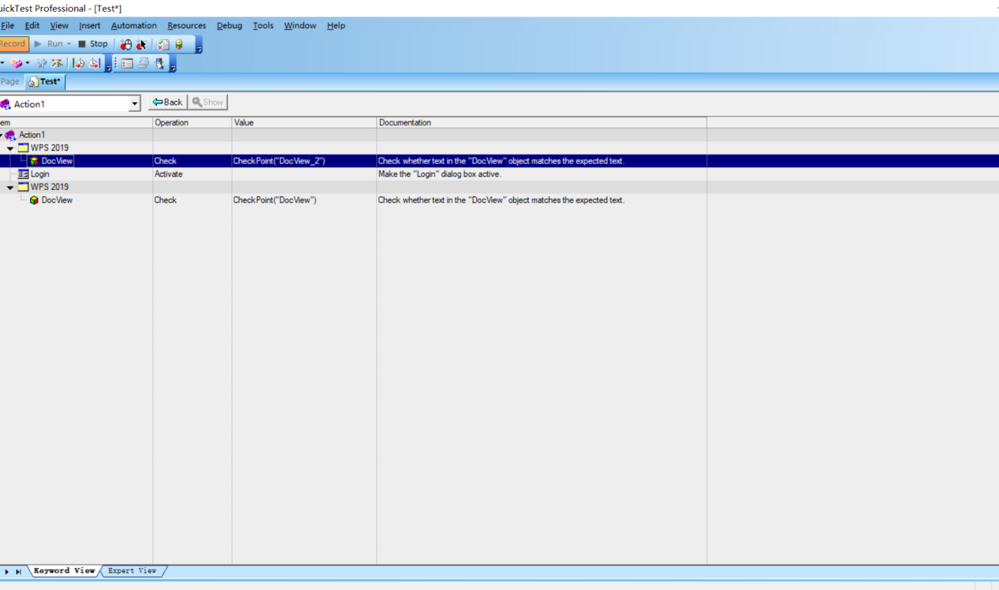 uickTest Professional - [Test*]
File Edit View Insert Automation Resources Debug Tools Window Help
Record Run Stop
Page Test*
Action1 Back Show
em Operation Value Documentation
Action1
WPS 2019
DocView Check CheckPoint("DocView_2") Check whether text in the "DocView" object matches the expected text.
Login Activate Make the "Login" dialog box active.
WPS 2019
DocView Check CheckPoint("DocView") Check whether text in the "DocView" object matches the expected text.
Keyword View Expert View